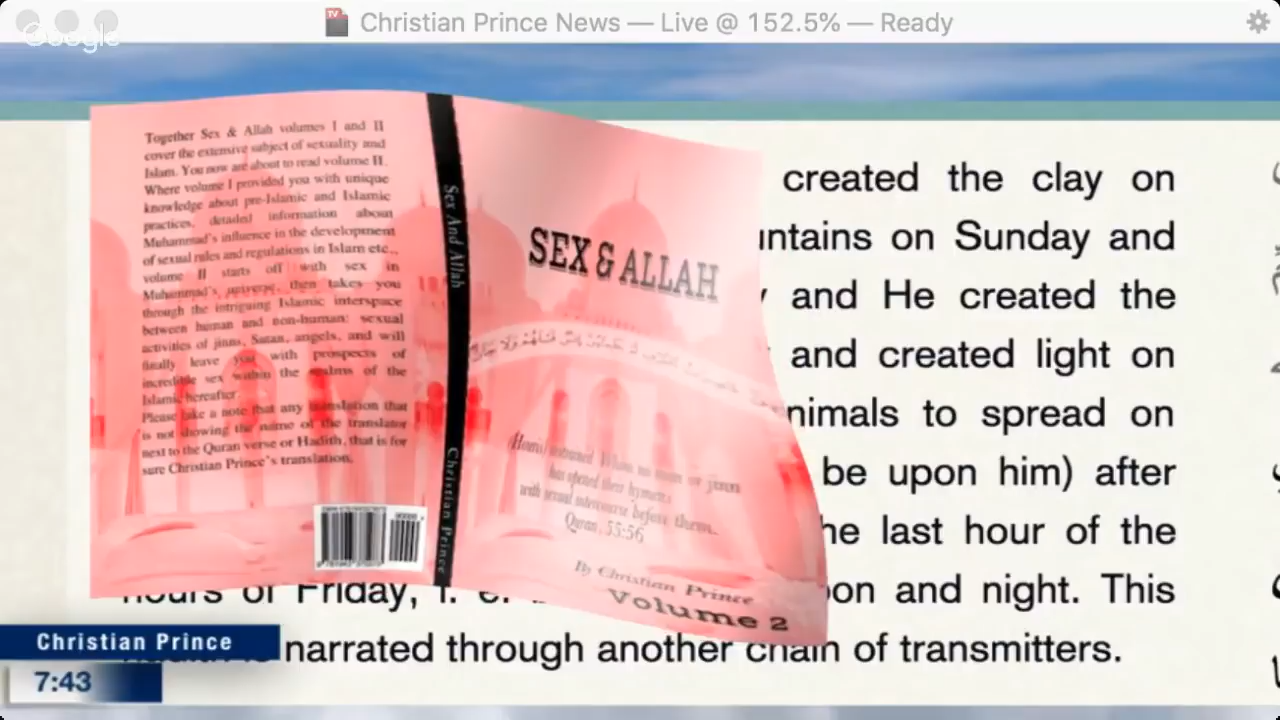 Christian Prince News — Live @ 152.5% — Ready
Google
Together Sex & Allah volumes I and II
cover the extensive subject of sexuality and
Islam. You now are about to read volume II.
Where volume I provided you with unique
knowledge about pre-Islamic and Islamic
practices, detailed information about
Muhammad's influence in the development
of sexual rules and regulations in Islam etc.,
volume II starts off with sex in
Muhammad's universe, then takes you
through the intriguing Islamic interspace
between human and non-human: sexual
activities of jinns, Satan, angels, and will
finally leave you with prospects of
incredible sex within the realms of the
Islamic hereafter
Please take a note that any translation that
is not showing the name of the translator
next to the Quran verse or Hadith, that is for
sure Christian Prince's translation.
Sex And Allah
Christian Prince
SEX & ALLAH
has opened their hymens
with sexual intercourse before them.
Quran, 55:56
By Christian Prince
Volume 2
created the clay on
untains on Sunday and
and He created the
and created light on
nimals to spread on
be upon him) after
he last hour of the
hours of Friday, i. e. oon and night. This
narrated through another chain of transmitters.
Christian Prince
7:43